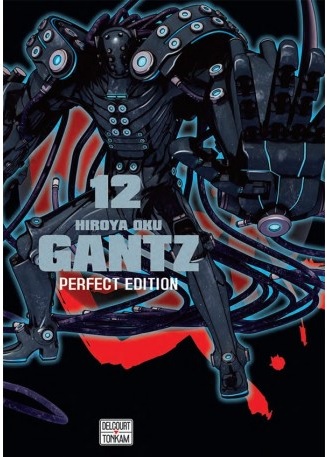 12
HIROYA OKU
GANTZ
PERFECT EDITION
DELCOURT
TONKAM